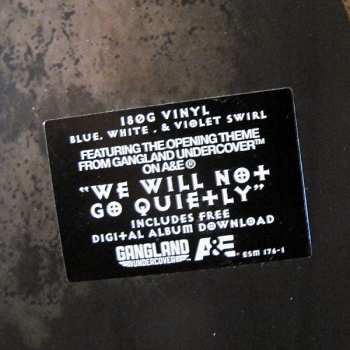 180G VINYL
BLUE, WHITE, & VIOLET SWIRL
FEATURING THE OPENING THEME
FROM GANGLAND UNDERCOVER™
ON A&E®
"WE WILL NOT
GO QUIETLY"
INCLUDES FREE
DIGITAL ALBUM DOWNLOAD
GANGLAND
UNDERCOVER
A&E
ESM 176-1